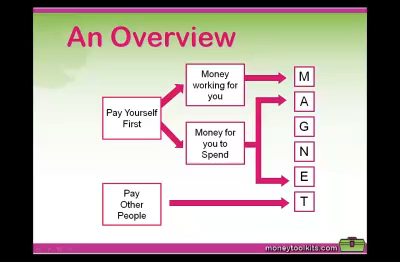 An Overview
Money
working for
you
Pay Yourself
First
Money for
you to
Spend
Pay
Other
People
M
A
G
N
E
T
moneytoolkits.com